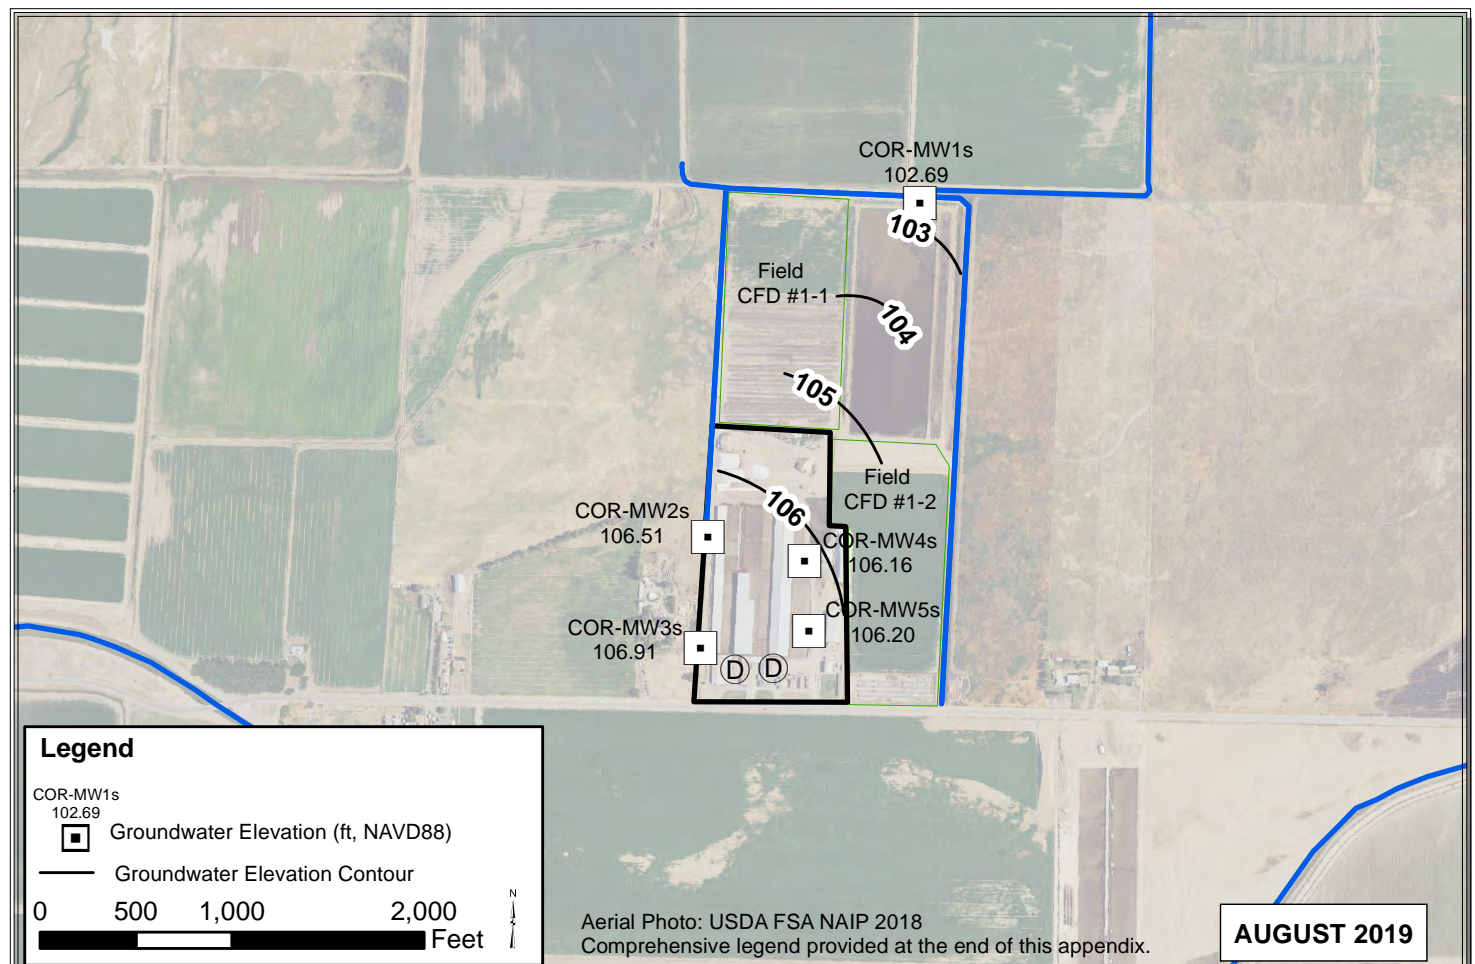 COR-MW1s
102.69
103
Field
CFD #1-1
104
105
Field
CFD #1-2
106
COR-MW2s
106.51
COR-MW4s
106.16
COR-MW3s
106.91
COR-MW5s
106.20
D D
Legend
COR-MW1s
102.69
Groundwater Elevation (ft, NAVD88)
Groundwater Elevation Contour
0 500 1,000 2,000
Feet
N
Aerial Photo: USDA FSA NAIP 2018
Comprehensive legend provided at the end of this appendix.
AUGUST 2019